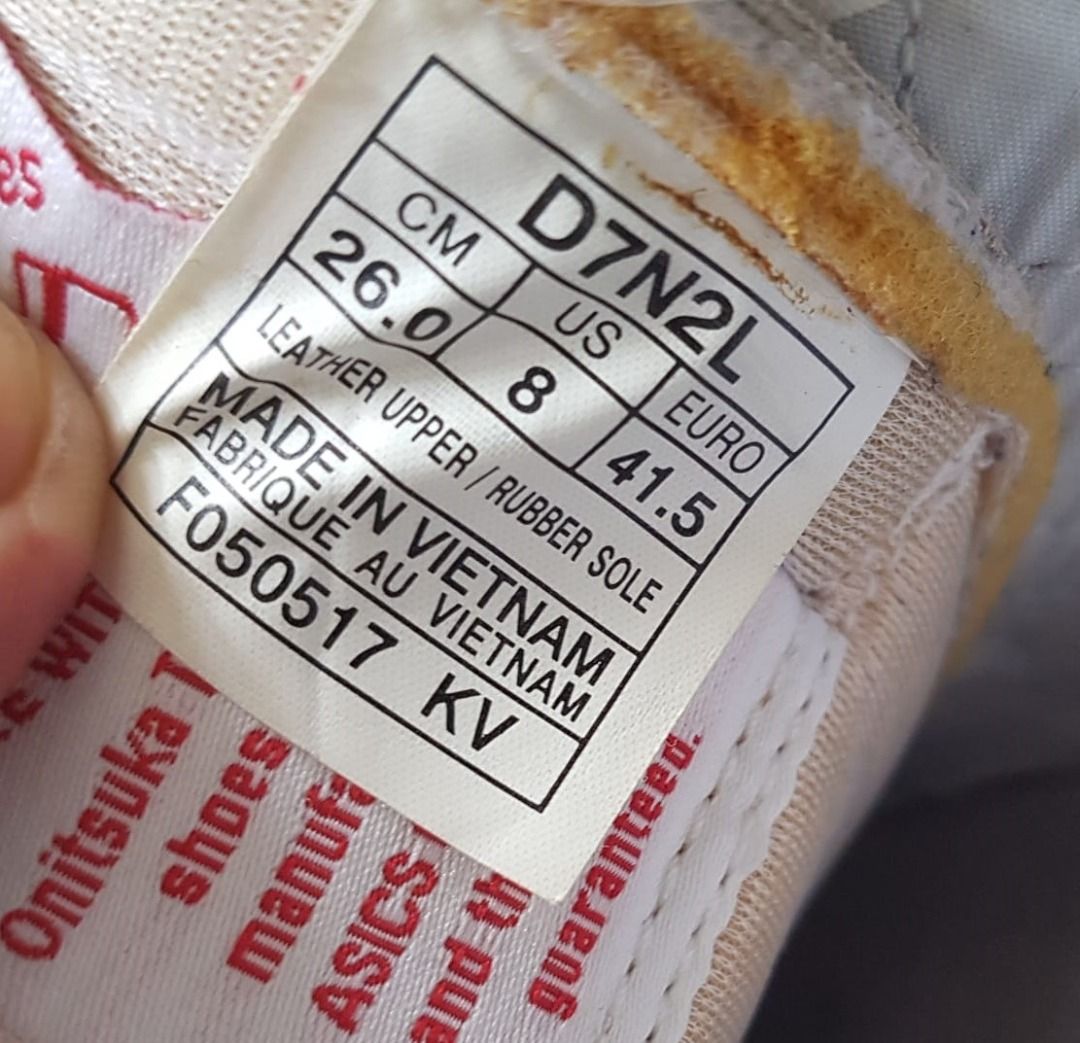 D7N2L
CM US EURO
26.0 8 41.5
LEATHER UPPER / RUBBER SOLE
MADE IN VIETNAM
FABRIQUE AU VIETNAM
F050517 KV
Onitsuka
shoes
ASICS
and
guaranteed.